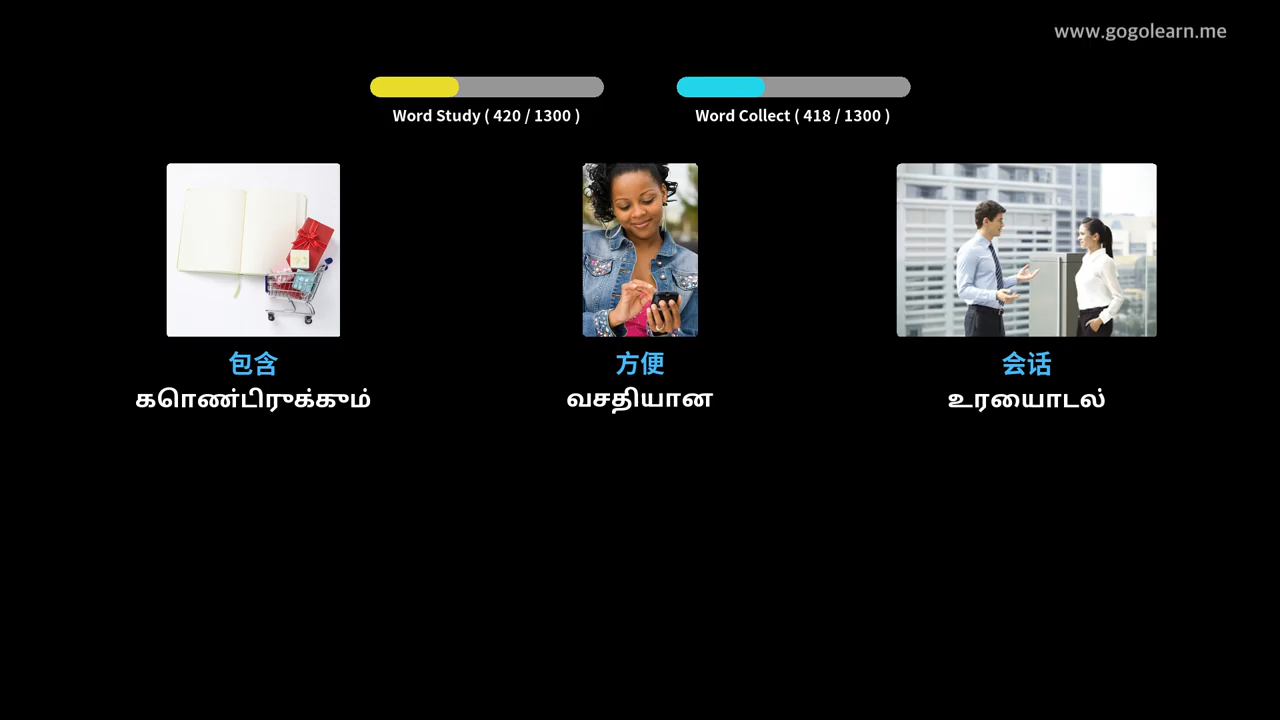 www.gogolearn.me
Word Study ( 420 / 1300 )
Word Collect ( 418 / 1300 )
包含
方便
会话
கொண்டிருக்கும்
வசதியான
உரையாடல்